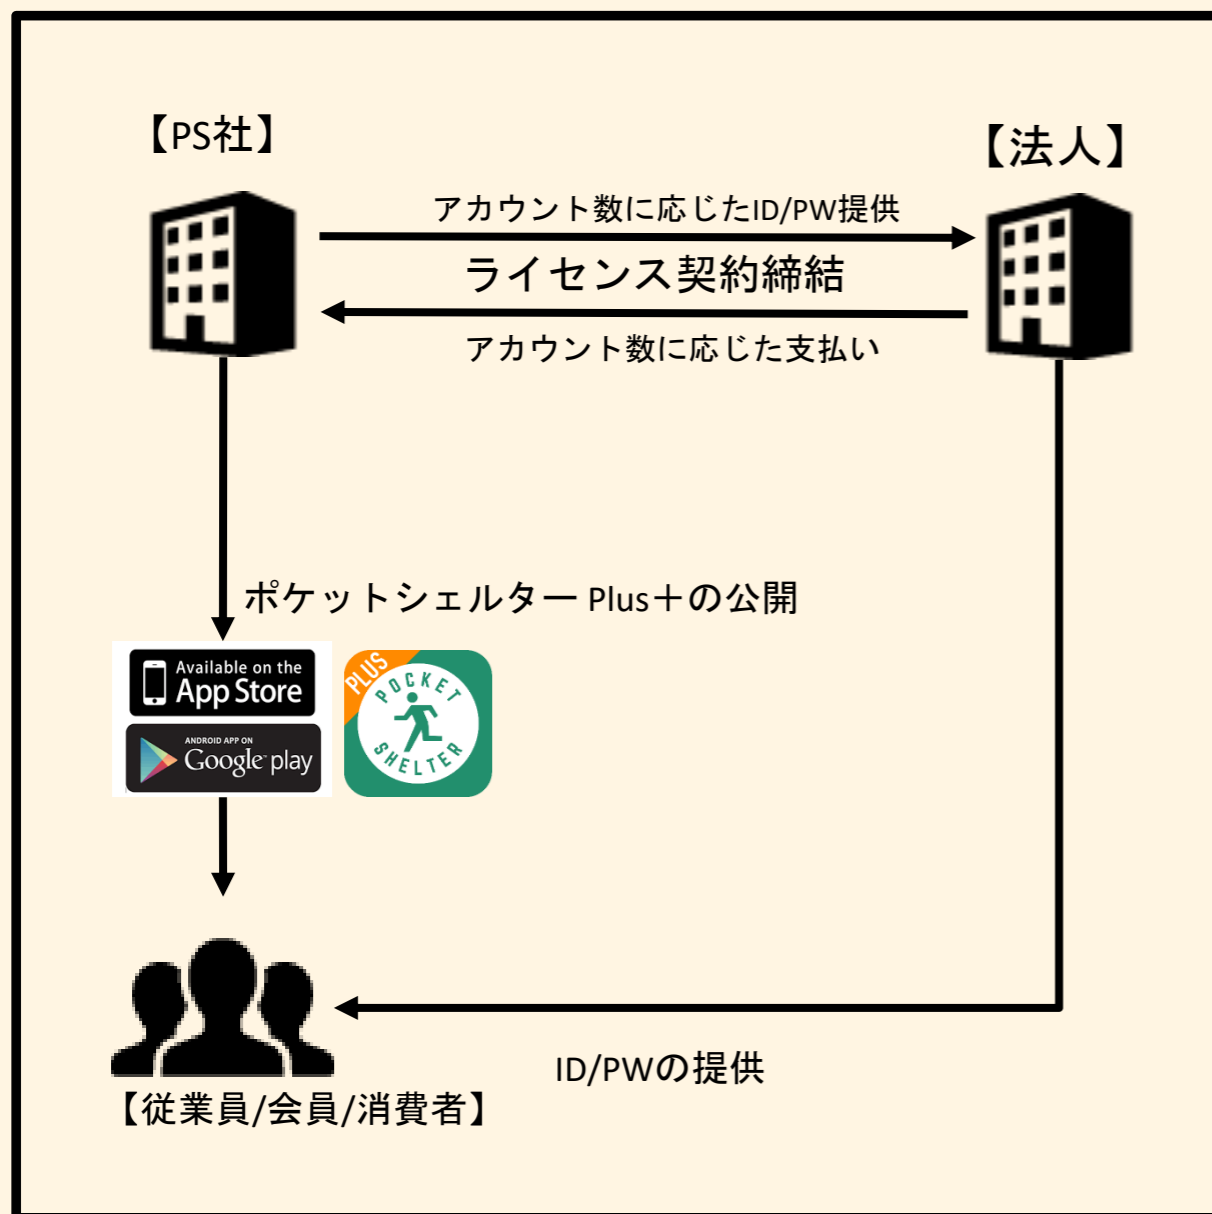 【PS社】
【法人】
アカウント数に応じたID/PW提供
ライセンス契約締結
アカウント数に応じた支払い
ポケットシェルター Plus＋の公開
Available on the
App Store
ANDROID APP ON
Google play
PLUS
POCKET
SHELTER
ID/PWの提供
【従業員/会員/消費者】